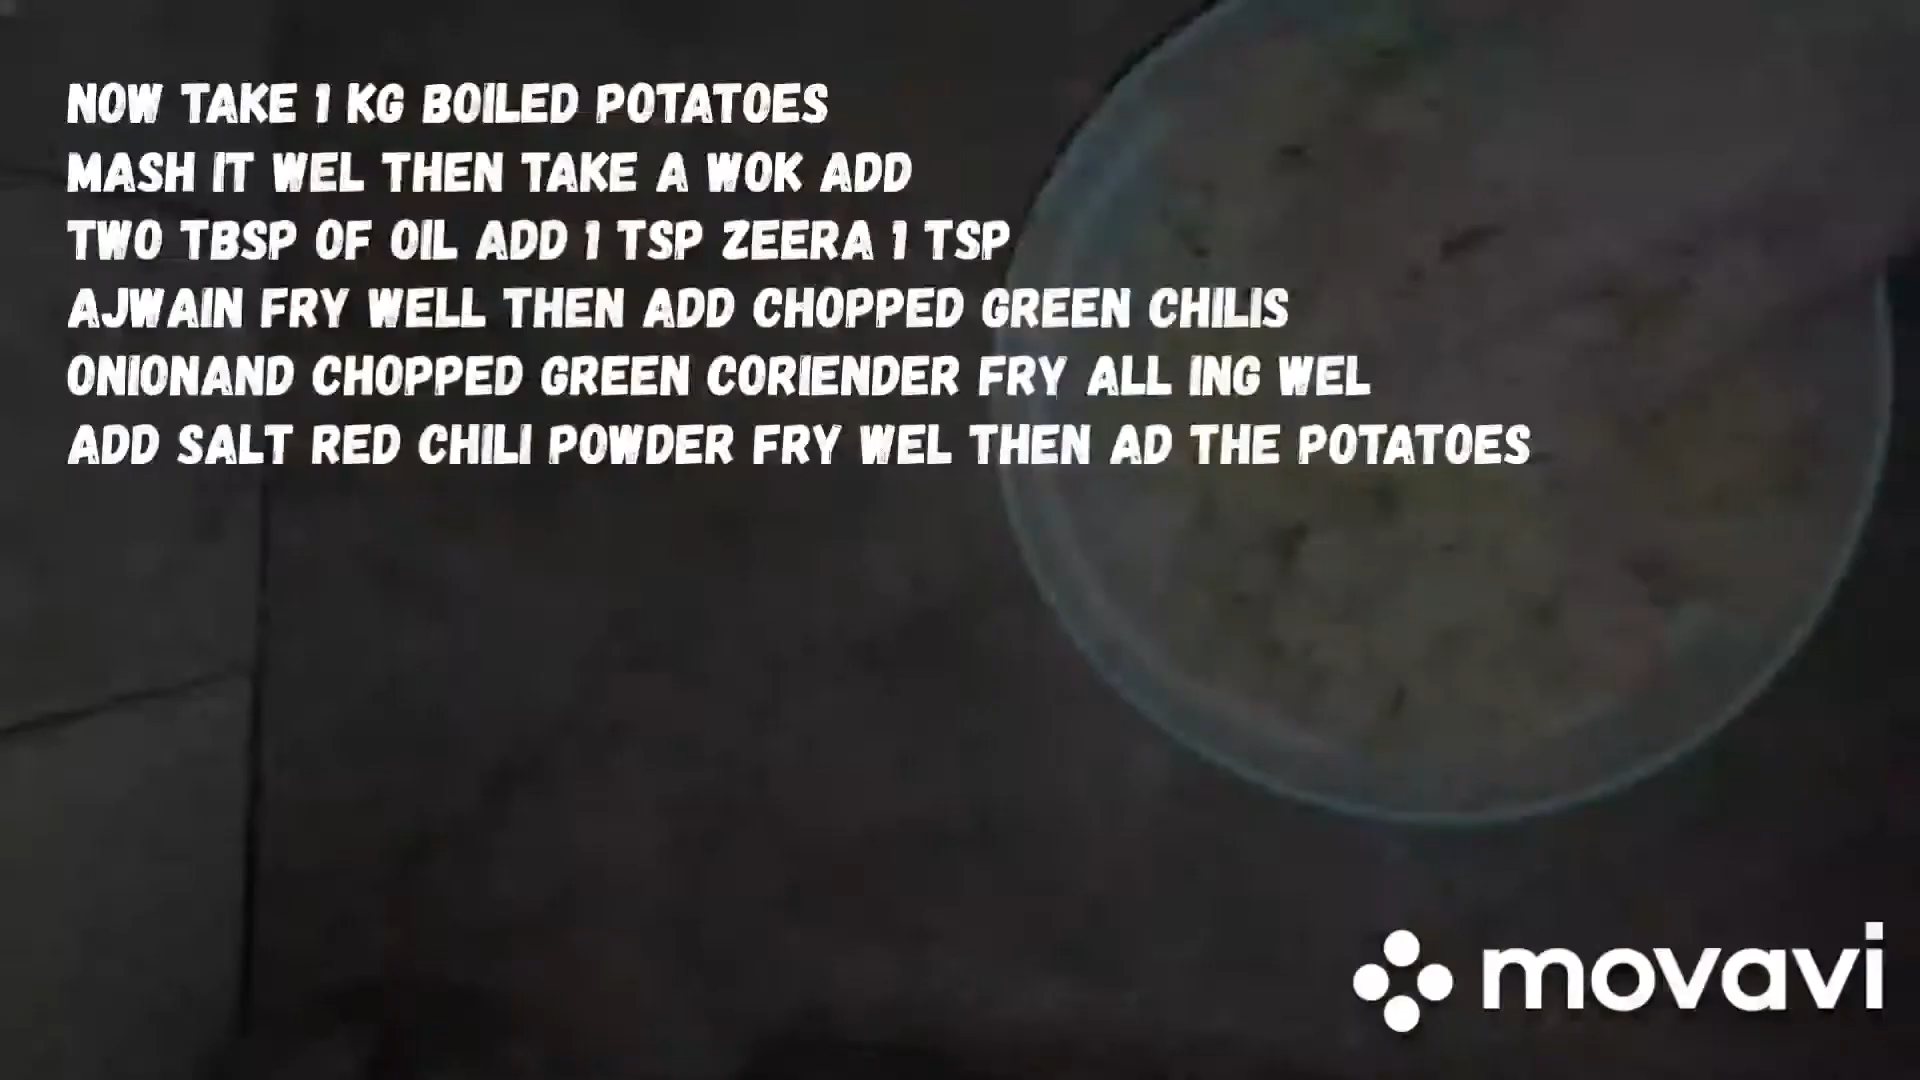 NOW TAKE 1 KG BOILED POTATOES
MASH IT WEL THEN TAKE A WOK ADD
TWO TBSP OF OIL ADD 1 TSP ZEERA 1 TSP
AJWAIN FRY WELL THEN ADD CHOPPED GREEN CHILIS
ONIONAND CHOPPED GREEN CORIENDER FRY ALL ING WEL
ADD SALT RED CHILI POWDER FRY WEL THEN AD THE POTATOES
movavi